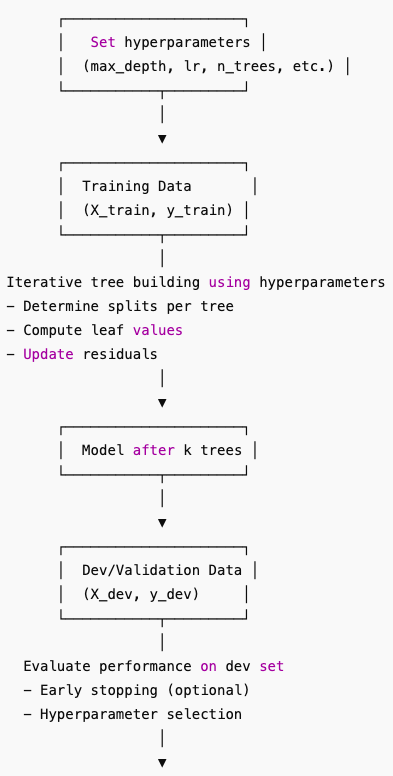 Set hyperparameters
(max_depth, lr, n_trees, etc.)
Training Data
(X_train, y_train)
Iterative tree building using hyperparameters
- Determine splits per tree
- Compute leaf values
- Update residuals
Model after k trees
Dev/Validation Data
(X_dev, y_dev)
Evaluate performance on dev set
- Early stopping (optional)
- Hyperparameter selection